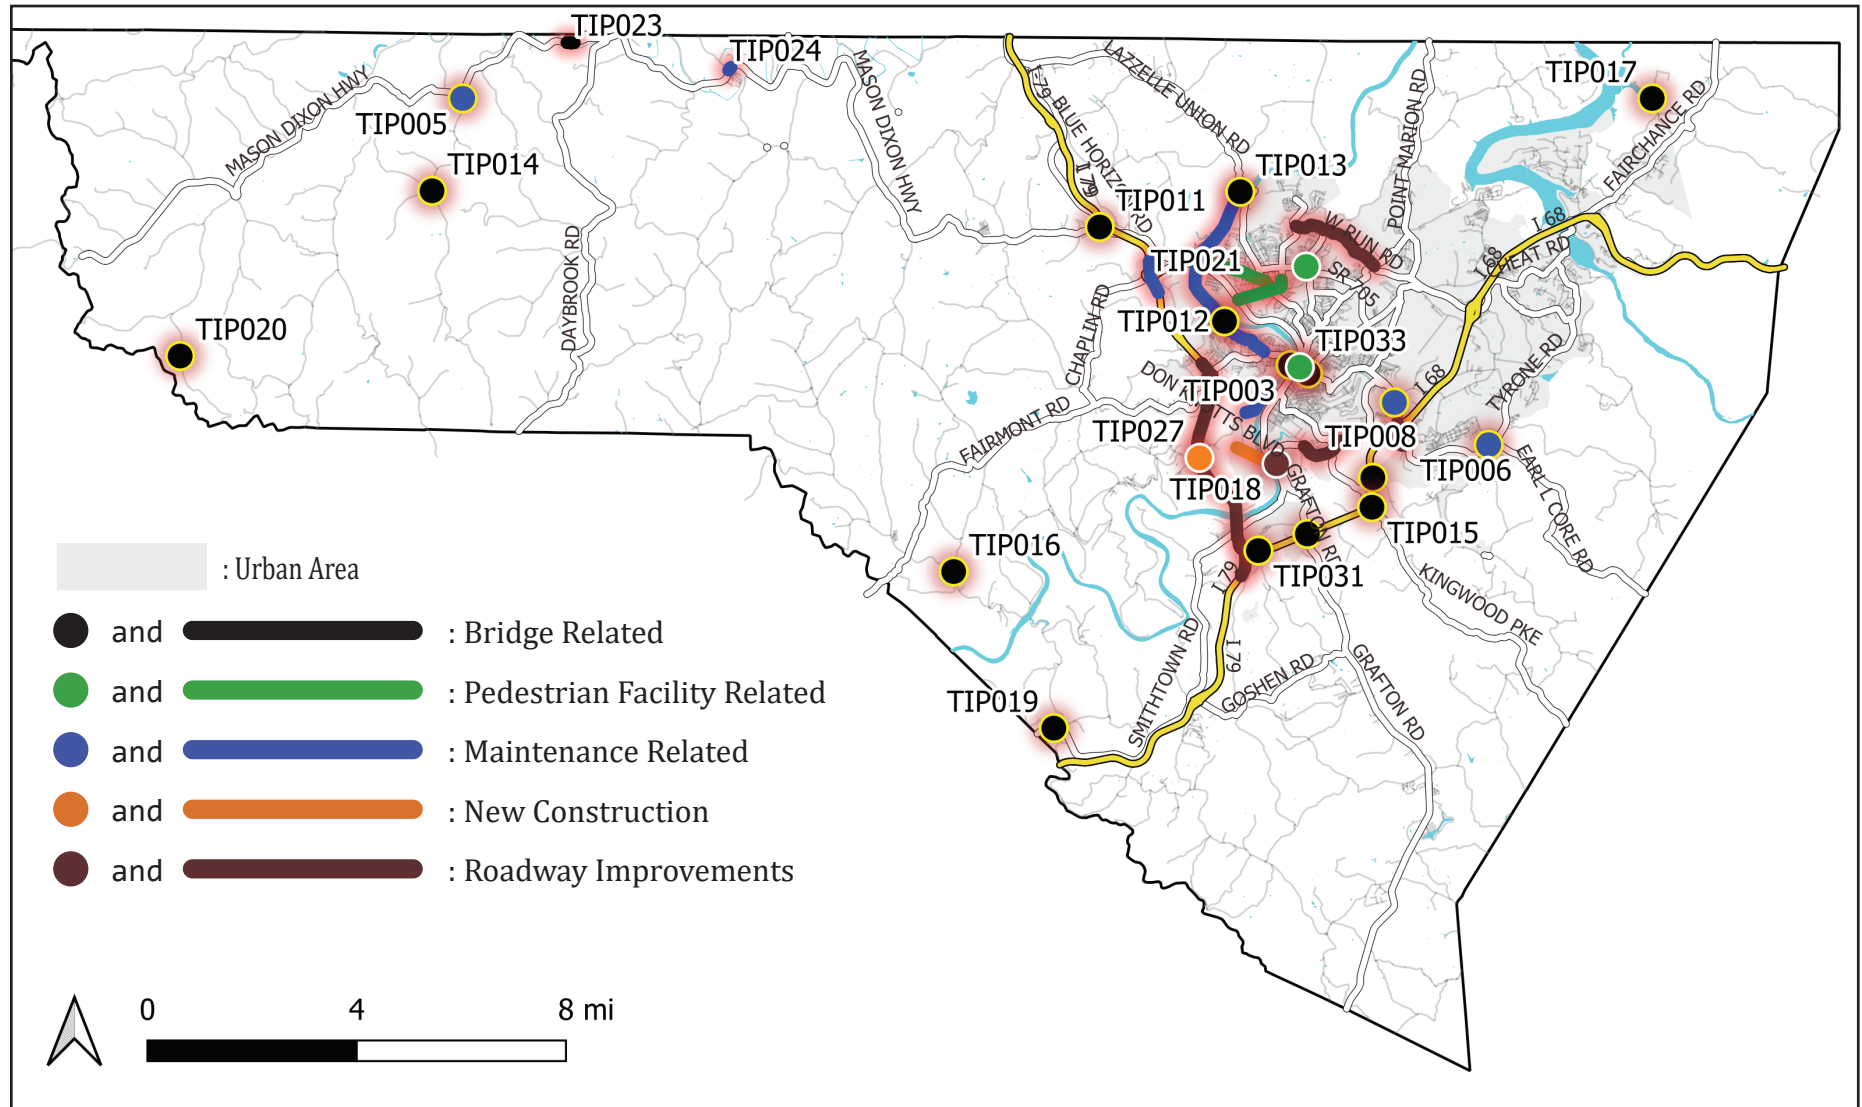 TIP023
TIP024
TIP017
LAZZELLE UNION RD
MASON DIXON HWY
I 79
MASON DIXON HWY
POINT MARION RD
FAIRCHANCE RD
TIP005
BLUE HORIZON RD
TIP014
TIP013
I 79
TIP011
I 68
W RUN RD
DAYBROOK RD
TIP021
I 68
CHEAT RD
SR 705
TIP020
CHAPLIN RD
TIP012
TIP033
TYRONE RD
DON KNOTTS BLVD
TIP003
I 68
FAIRMONT RD
TIP027
TIP008
TIP006
EARL L CORE RD
TIP018
GRAFTON RD
TIP015
TIP016
TIP031
I 79
KINGWOOD PKE
SMITHTOWN RD
I 79
GOSHEN RD
GRAFTON RD
TIP019
: Urban Area
and : Bridge Related
and : Pedestrian Facility Related
and : Maintenance Related
and : New Construction
and : Roadway Improvements
0 4 8 mi